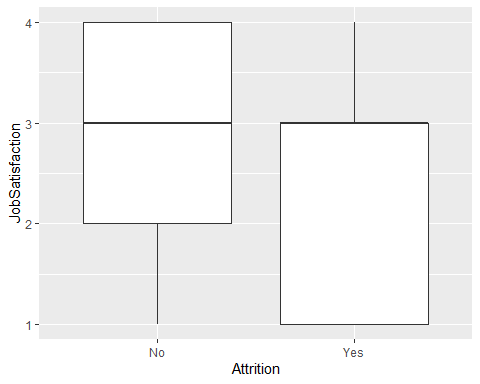 4
3
2
1
JobSatisfaction
No
Yes
Attrition